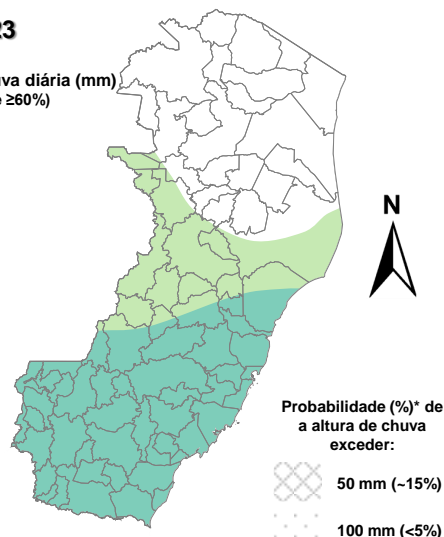 23
uva diária (mm)
≥60%)
N
Probabilidade (%)* de
a altura de chuva
exceder:
50 mm (~15%)
100 mm (<5%)